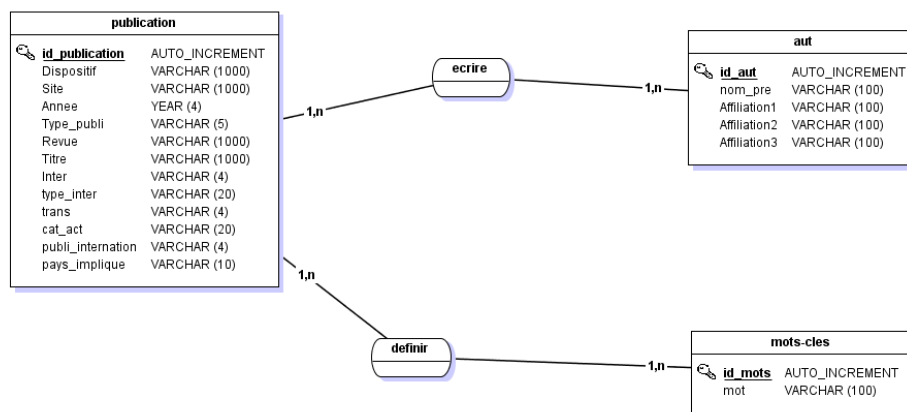 publication
id_publication AUTO_INCREMENT
Dispositif VARCHAR (1000)
Site VARCHAR (1000)
Annee YEAR (4)
Type_publi VARCHAR (5)
Revue VARCHAR (1000)
Titre VARCHAR (1000)
Inter VARCHAR (4)
type_inter VARCHAR (20)
trans VARCHAR (4)
cat_act VARCHAR (20)
publi_internation VARCHAR (4)
pays_implique VARCHAR (10)
1,n
ecrire
1,n
aut
id_aut AUTO_INCREMENT
nom_pre VARCHAR (100)
Affiliation1 VARCHAR (100)
Affiliation2 VARCHAR (100)
Affiliation3 VARCHAR (100)
1,n
definir
1,n
mots-cles
id_mots AUTO_INCREMENT
mot VARCHAR (100)